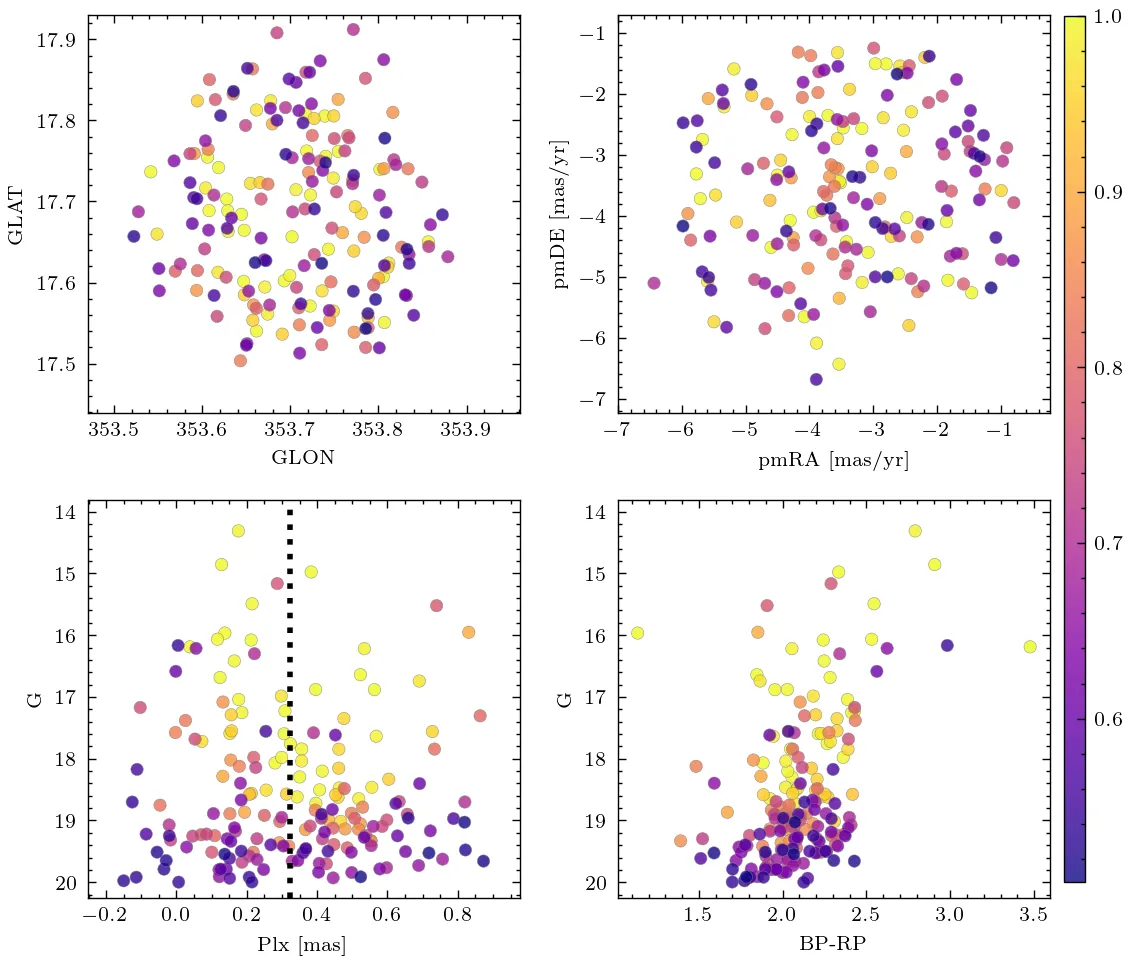 17.9
17.8
17.7
17.6
17.5
GLAT
353.5 353.6 353.7 353.8 353.9
GLON
−1
−2
−3
−4
−5
−6
−7
pmDE [mas/yr]
−7 −6 −5 −4 −3 −2 −1
pmRA [mas/yr]
1.0
0.9
0.8
0.7
0.6
14
15
16
17
18
19
20
G
−0.2 0.0 0.2 0.4 0.6 0.8
Plx [mas]
14
15
16
17
18
19
20
G
1.5 2.0 2.5 3.0 3.5
BP-RP